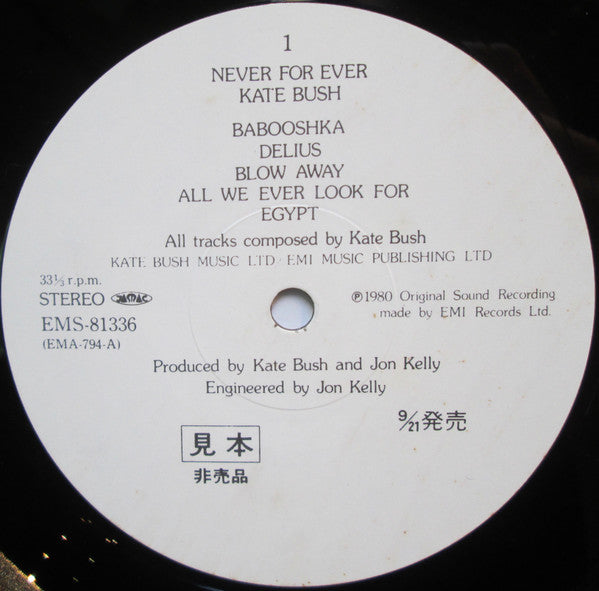 1
NEVER FOR EVER
KATE BUSH
BABOOSHKA
DELIUS
BLOW AWAY
ALL WE EVER LOOK FOR
EGYPT
All tracks composed by Kate Bush
KATE BUSH MUSIC LTD · EMI MUSIC PUBLISHING LTD
33⅓ r.p.m.
STEREO
EMS-81336
(EMA-794-A)
℗1980 Original Sound Recording
made by EMI Records Ltd.
Produced by Kate Bush and Jon Kelly
Engineered by Jon Kelly
9/21発売
見本
非売品